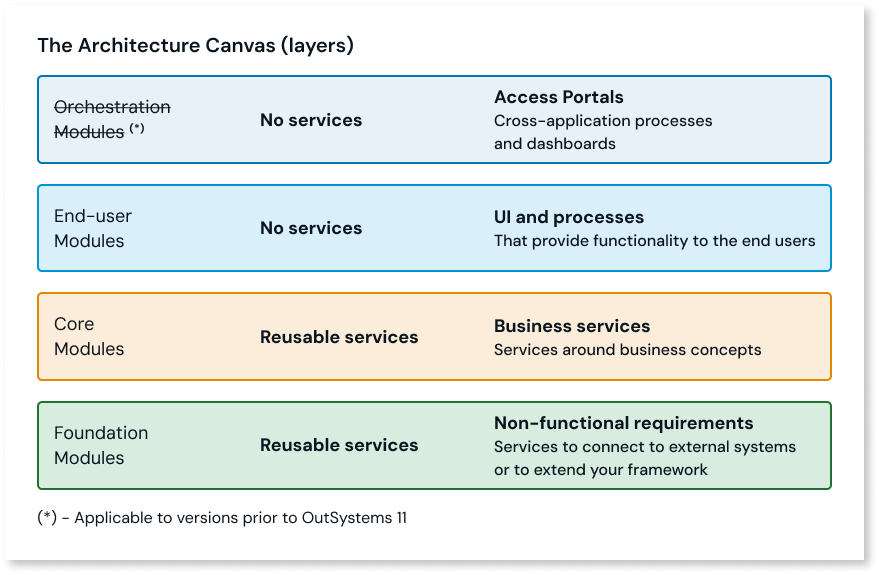 The Architecture Canvas (layers)
Orchestration
Modules (*)
No services
Access Portals
Cross-application processes
and dashboards
End-user
Modules
No services
UI and processes
That provide functionality to the end users
Core
Modules
Reusable services
Business services
Services around business concepts
Foundation
Modules
Reusable services
Non-functional requirements
Services to connect to external systems
or to extend your framework
(*) - Applicable to versions prior to OutSystems 11